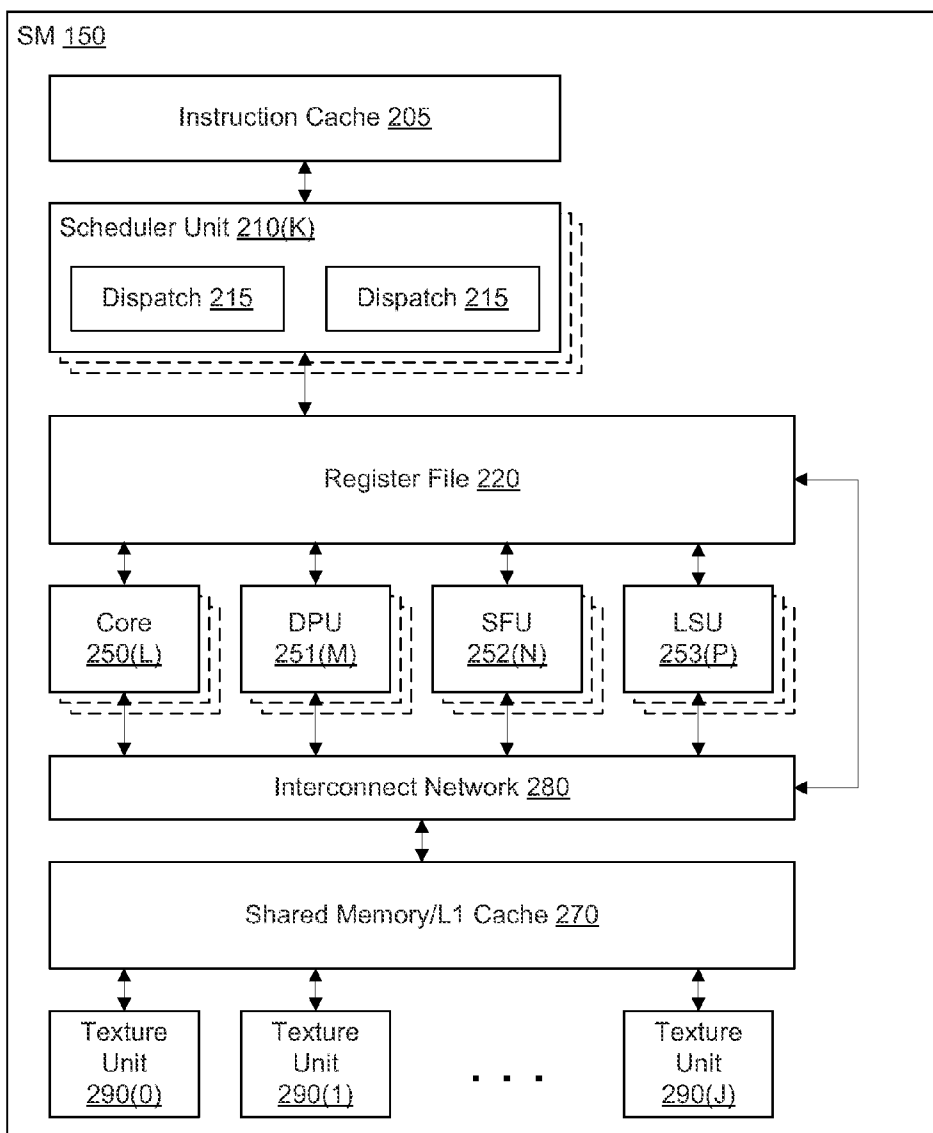 SM 150
Instruction Cache 205
Scheduler Unit 210(K)
Dispatch 215
Dispatch 215
Register File 220
Core
250(L)
DPU
251(M)
SFU
252(N)
LSU
253(P)
Interconnect Network 280
Shared Memory/L1 Cache 270
Texture
Unit
290(0)
Texture
Unit
290(1)
. . .
Texture
Unit
290(J)